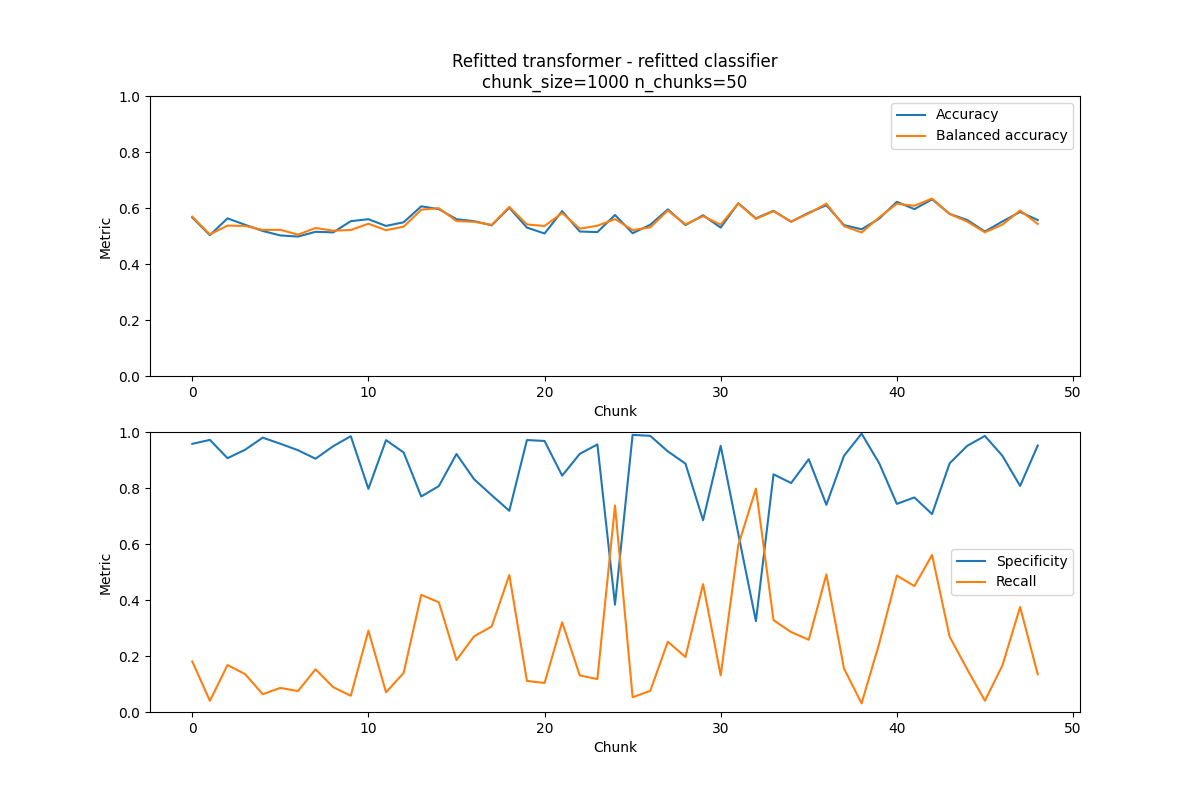 Refitted transformer - refitted classifier
chunk_size=1000 n_chunks=50
1.0
0.8
0.6
0.4
0.2
0.0
Metric
Accuracy
Balanced accuracy
0 10 20 30 40 50
Chunk
1.0
0.8
0.6
0.4
0.2
0.0
Metric
Specificity
Recall
0 10 20 30 40 50
Chunk